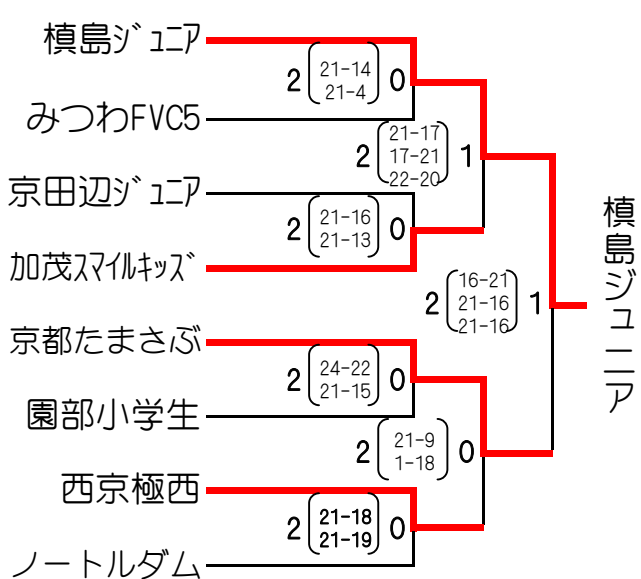 槙島ジュニア
2 21-14 0
21-4
みつわFVC5
21-17
2 17-21 1
22-20
京田辺ジュニア
2 21-16 0
21-13
加茂スマイルキッズ
槙島ジュニア
16-21
2 21-16 1
21-16
京都たまさぶ
2 24-22 0
21-15
園部小学生
2 21-9 0
1-18
西京極西
2 21-18 0
21-19
ノートルダム